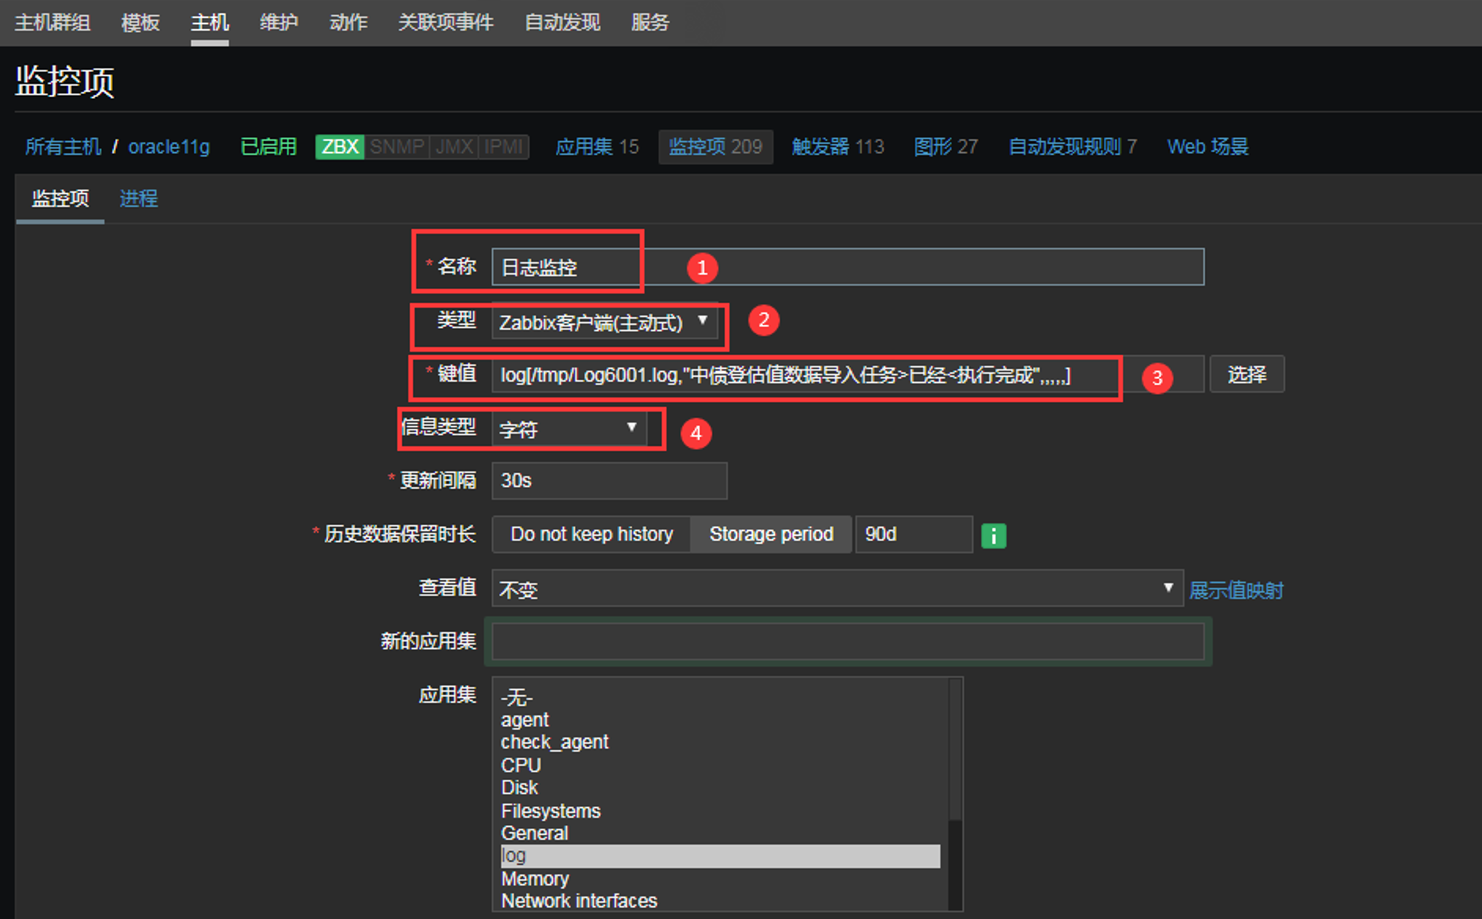 主机群组 模板 主机 维护 动作 关联项事件 自动发现 服务
监控项
所有主机 / oracle11g 已启用 ZBX SNMP JMX IPMI 应用集 15 监控项 209 触发器 113 图形 27 自动发现规则 7 Web 场景
监控项 进程
* 名称 日志监控 1
类型 Zabbix客户端(主动式) 2
* 键值 log[/tmp/Log6001.log,"中债登估值数据导入任务>已经<执行完成",,,,,] 3 选择
信息类型 字符 4
* 更新间隔 30s
* 历史数据保留时长 Do not keep history Storage period 90d i
查看值 不变 展示值映射
新的应用集
应用集 -无-
agent
check_agent
CPU
Disk
Filesystems
General
log
Memory
Network interfaces